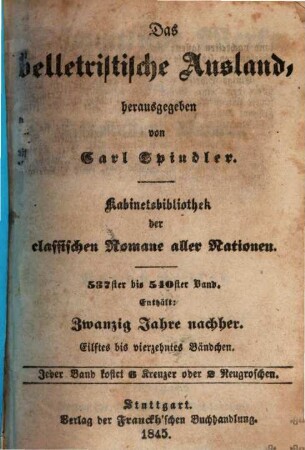 Das
belletristische Ausland,
herausgegeben
von
Carl Spindler.
Kabinetsbibliothek
der
classischen Romane aller Nationen.
537ster bis 540ster Band.
Enthält:
Zwanzig Jahre nachher.
Eilftes bis vierzehntes Bändchen.
Jeder Band kostet 6 Kreuzer oder 2 Neugroschen.
Stuttgart.
Verlag der Franckh'schen Buchhandlung.
1845.